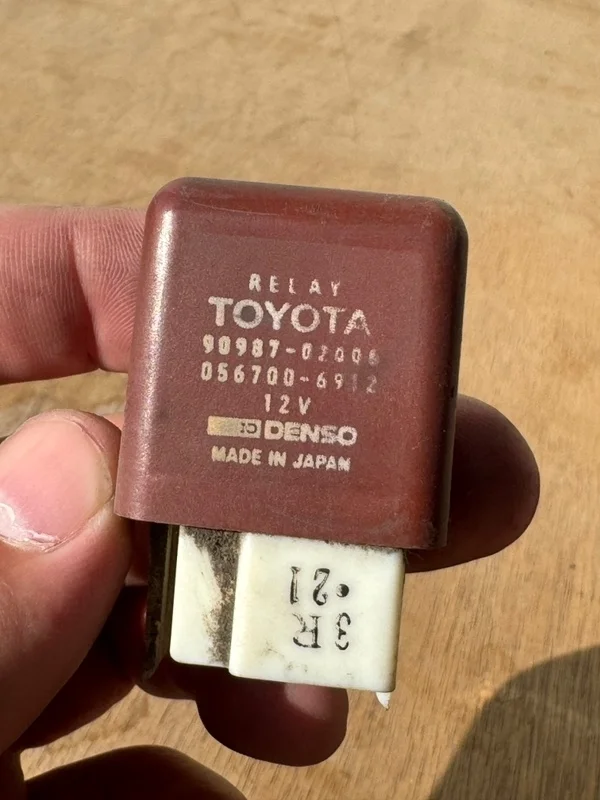 RELAY
TOYOTA
90987-02006
056700-6912
12V
DENSO
MADE IN JAPAN
3R
•21